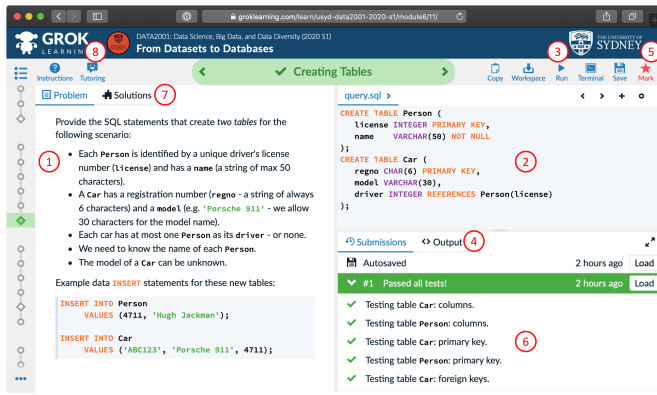 groklearning.com/learn/usyd-data2001-2020-s1/module6/11/
GROK
LEARNING
DATA2001: Data Science, Big Data, and Data Diversity (2020 S1)
From Datasets to Databases
THE UNIVERSITY OF
SYDNEY
8
3
5
Instructions
Tutoring
Creating Tables
Copy
Workspace
Run
Terminal
Save
Mark
Problem
Solutions
7
Provide the SQL statements that create two tables for the
following scenario:
1
• Each Person is identified by a unique driver's license
number (license) and has a name (a string of max 50
characters).
• A Car has a registration number (regno - a string of always
6 characters) and a model (e.g. 'Porsche 911' - we allow
30 characters for the model name).
• Each car has at most one Person as its driver - or none.
• We need to know the name of each Person.
• The model of a Car can be unknown.
Example data INSERT statements for these new tables:
INSERT INTO Person
VALUES (4711, 'Hugh Jackman');
INSERT INTO Car
VALUES ('ABC123', 'Porsche 911', 4711);
query.sql >
CREATE TABLE Person (
license INTEGER PRIMARY KEY,
name VARCHAR(50) NOT NULL
);
CREATE TABLE Car (
regno CHAR(6) PRIMARY KEY,
model VARCHAR(30),
driver INTEGER REFERENCES Person(license)
);
2
Submissions
Output
4
Autosaved
2 hours ago
Load
#1 Passed all tests!
2 hours ago
Load
Testing table Car: columns.
Testing table Person: columns.
Testing table Car: primary key.
Testing table Person: primary key.
Testing table Car: foreign keys.
6